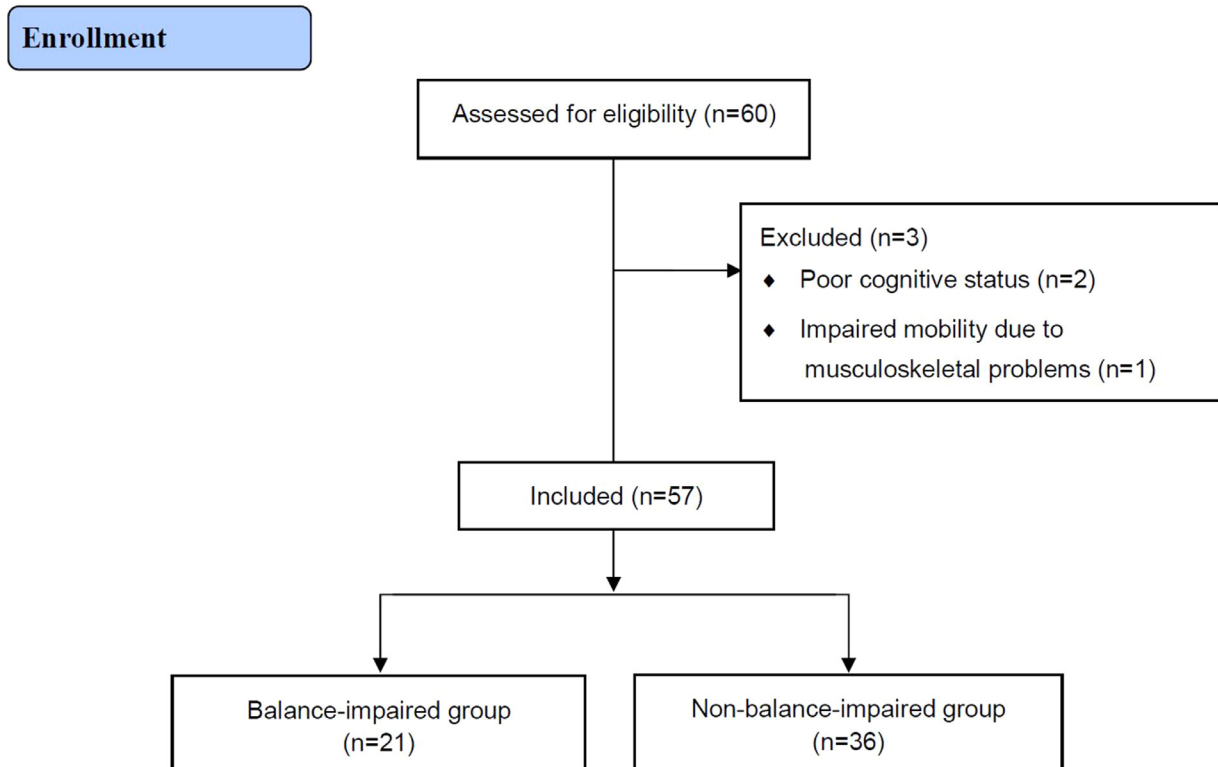 Enrollment
Assessed for eligibility (n=60)
Excluded (n=3)
♦ Poor cognitive status (n=2)
♦ Impaired mobility due to
musculoskeletal problems (n=1)
Included (n=57)
Balance-impaired group
(n=21)
Non-balance-impaired group
(n=36)